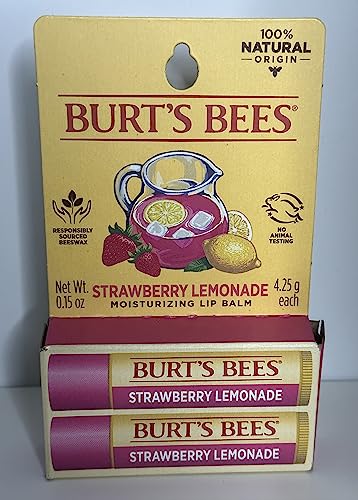 100%
NATURAL
ORIGIN
BURT'S BEES®
RESPONSIBLY
SOURCED
BEESWAX
NO
ANIMAL
TESTING
Net Wt.
0.15 oz
STRAWBERRY LEMONADE
MOISTURIZING LIP BALM
4.25 g
each
BURT'S BEES®
STRAWBERRY LEMONADE
BURT'S BEES®
STRAWBERRY LEMONADE